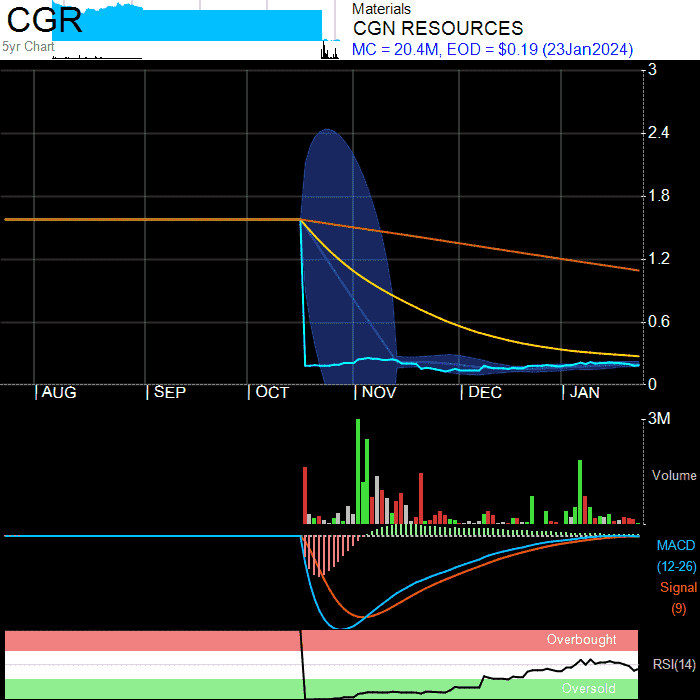 CGR
5yr Chart
Materials
CGN RESOURCES
MC = 20.4M, EOD = $0.19 (23Jan2024)
3
2.4
1.8
1.2
0.6
0
| AUG | SEP | OCT | NOV | DEC | JAN
3M
Volume
MACD
(12-26)
Signal
(9)
Overbought
RSI(14)
Oversold